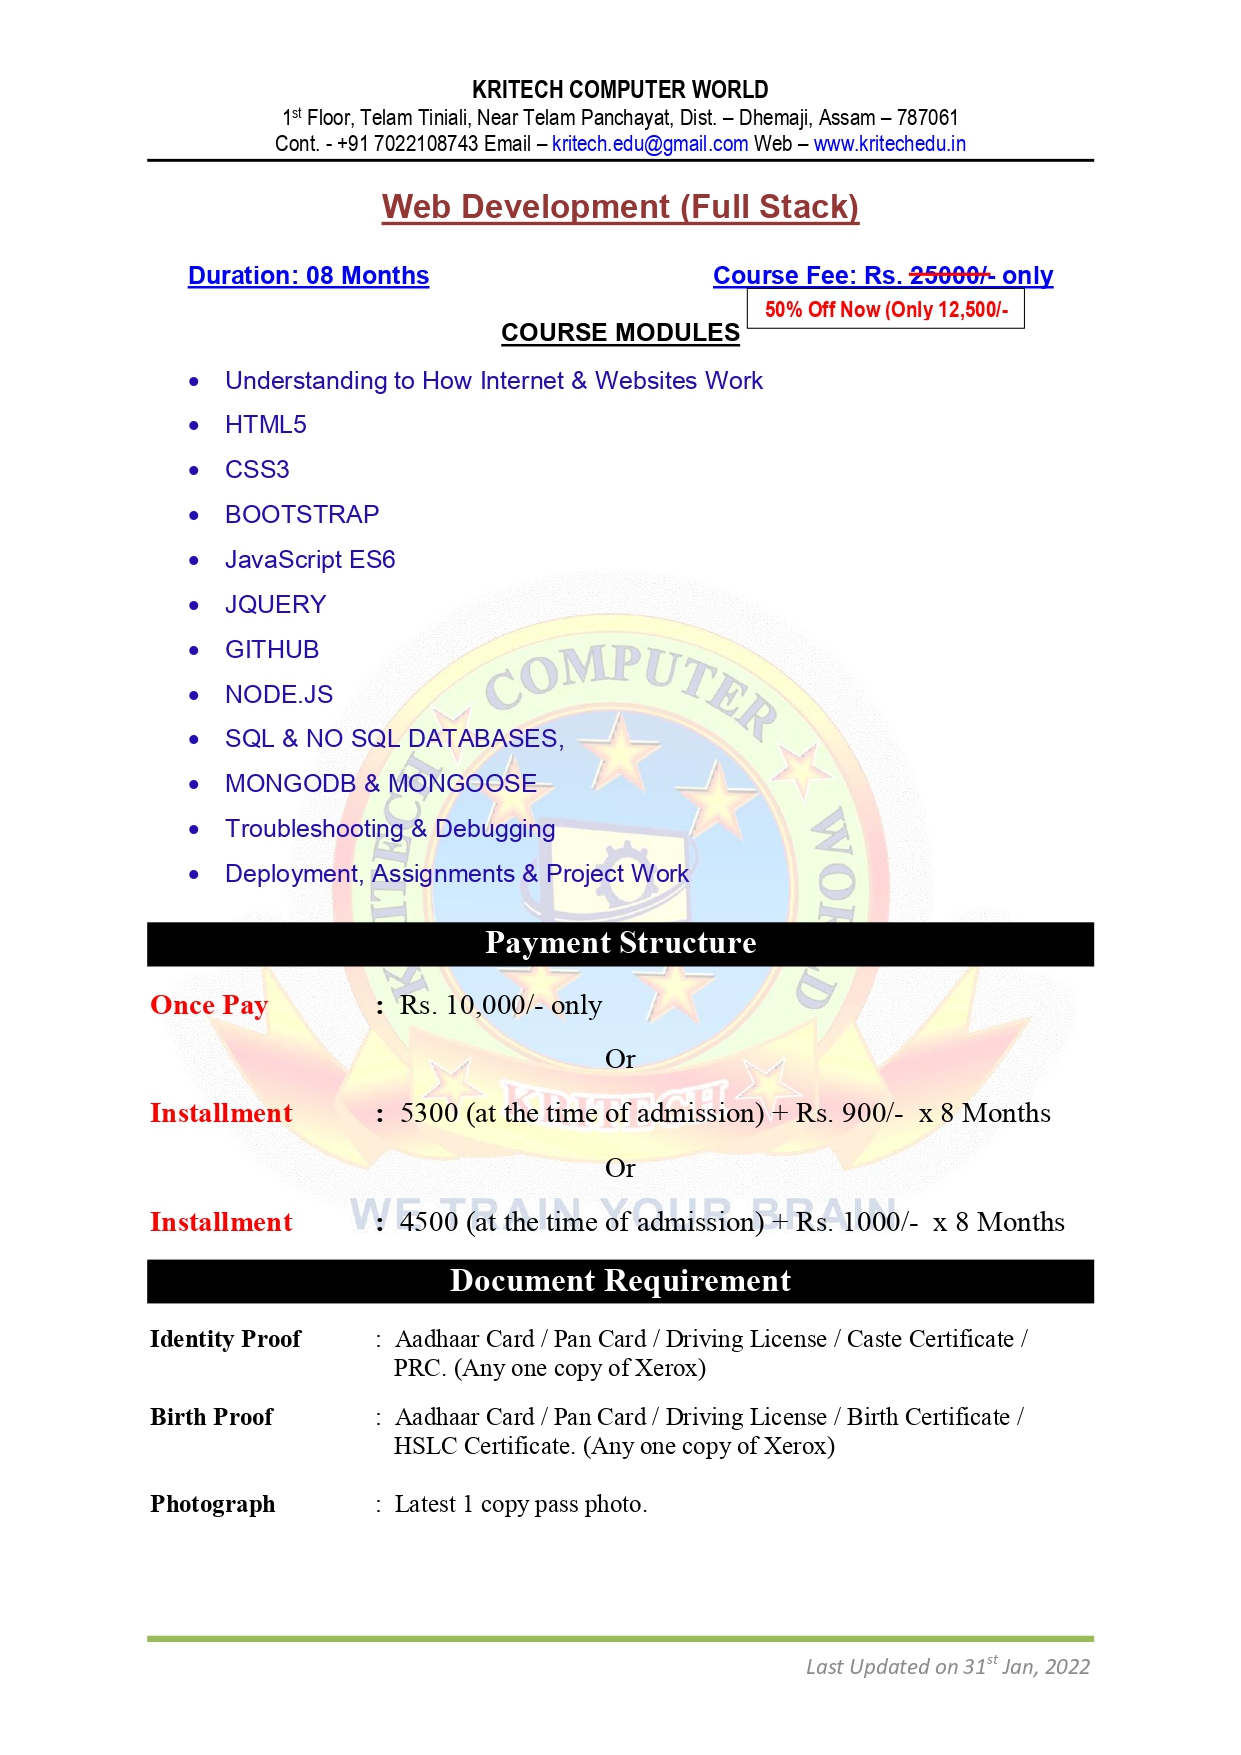 KRITECH COMPUTER WORLD
1st Floor, Telam Tiniali, Near Telam Panchayat, Dist. – Dhemaji, Assam – 787061
Cont. - +91 7022108743 Email – kritech.edu@gmail.com Web – www.kritechedu.in
Web Development (Full Stack)
Duration: 08 Months Course Fee: Rs. 25000/- only
50% Off Now (Only 12,500/-
COURSE MODULES
• Understanding to How Internet & Websites Work
• HTML5
• CSS3
• BOOTSTRAP
• JavaScript ES6
• JQUERY
• GITHUB
• NODE.JS
• SQL & NO SQL DATABASES,
• MONGODB & MONGOOSE
• Troubleshooting & Debugging
• Deployment, Assignments & Project Work
KRITECH COMPUTER WORLD
Payment Structure
Once Pay : Rs. 10,000/- only
Or
KRITECH
Installment : 5300 (at the time of admission) + Rs. 900/- x 8 Months
Or
WE TRAIN YOUR BRAIN
Installment : 4500 (at the time of admission) + Rs. 1000/- x 8 Months
Document Requirement
Identity Proof : Aadhaar Card / Pan Card / Driving License / Caste Certificate /
PRC. (Any one copy of Xerox)
Birth Proof : Aadhaar Card / Pan Card / Driving License / Birth Certificate /
HSLC Certificate. (Any one copy of Xerox)
Photograph : Latest 1 copy pass photo.
Last Updated on 31st Jan, 2022